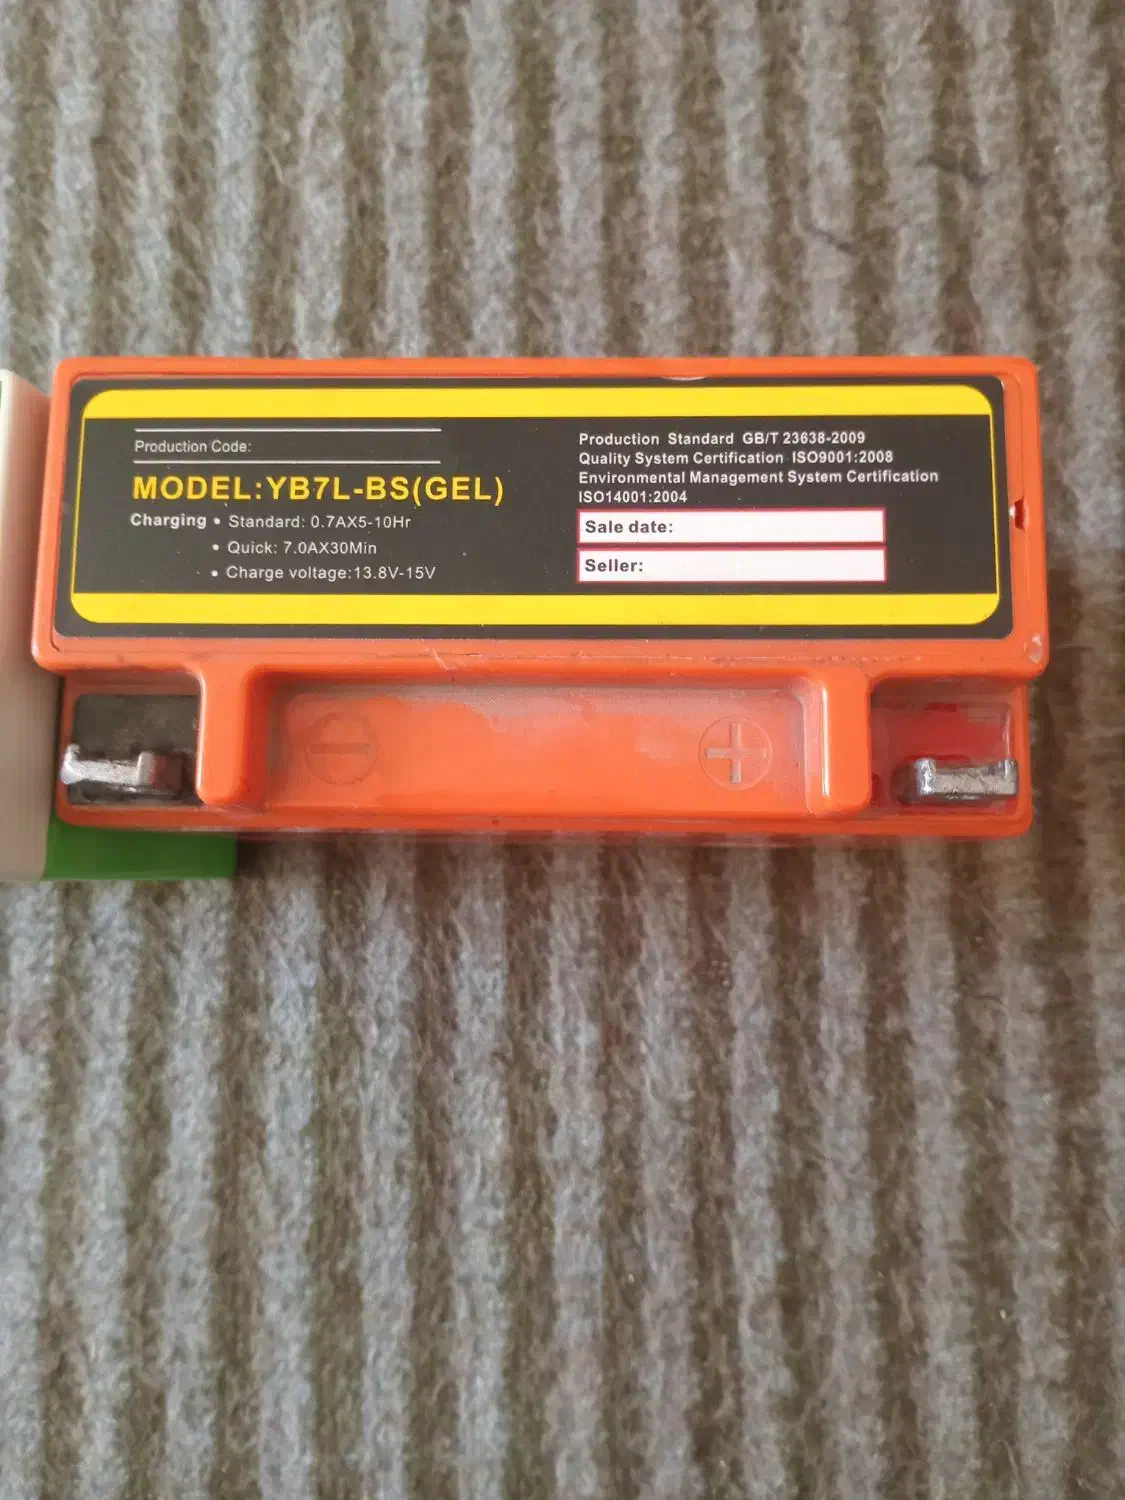 Production Code:
MODEL:YB7L-BS(GEL)
Charging • Standard: 0.7AX5-10Hr
• Quick: 7.0AX30Min
• Charge voltage:13.8V-15V
Production Standard GB/T 23638-2009
Quality System Certification ISO9001:2008
Environmental Management System Certification
ISO14001:2004
Sale date:
Seller:
− +